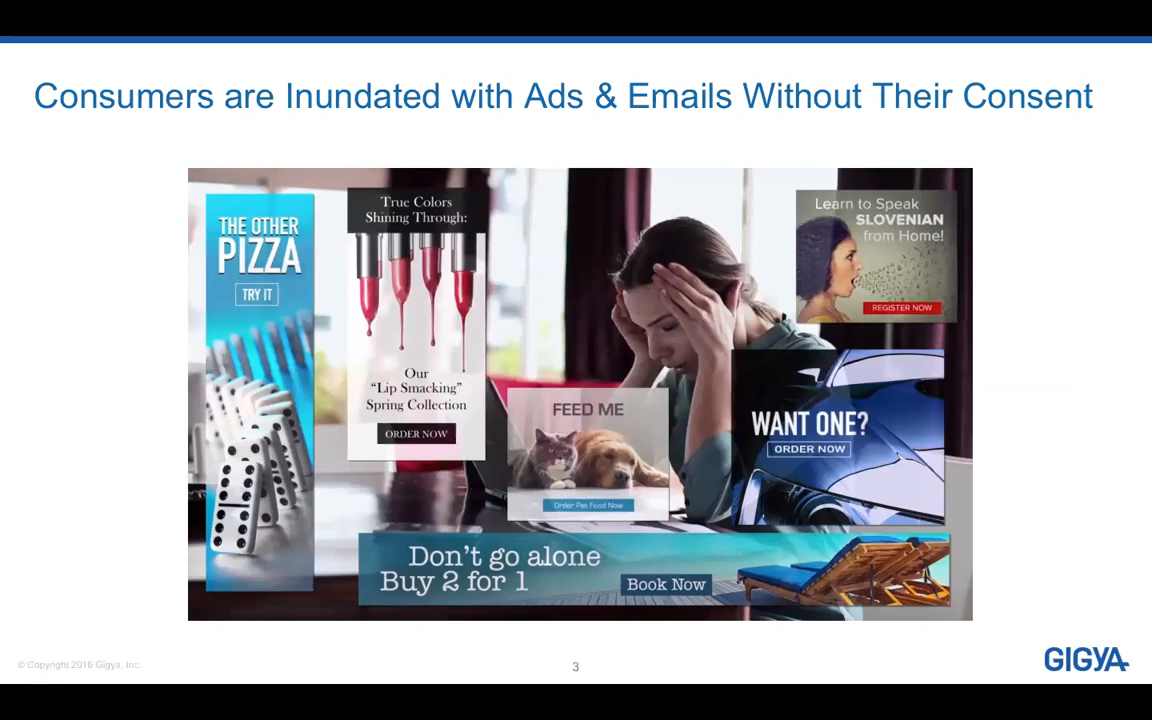 Consumers are Inundated with Ads & Emails Without Their Consent
THE OTHER
PIZZA
TRY IT
True Colors
Shining Through:
Our
“Lip Smacking”
Spring Collection
ORDER NOW
FEED ME
Order Pet Food Now
Learn to Speak
SLOVENIAN
from Home!
REGISTER NOW
WANT ONE?
ORDER NOW
Don't go alone
Buy 2 for 1
Book Now
© Copyright 2016 Gigya, Inc.
3
GIGYA